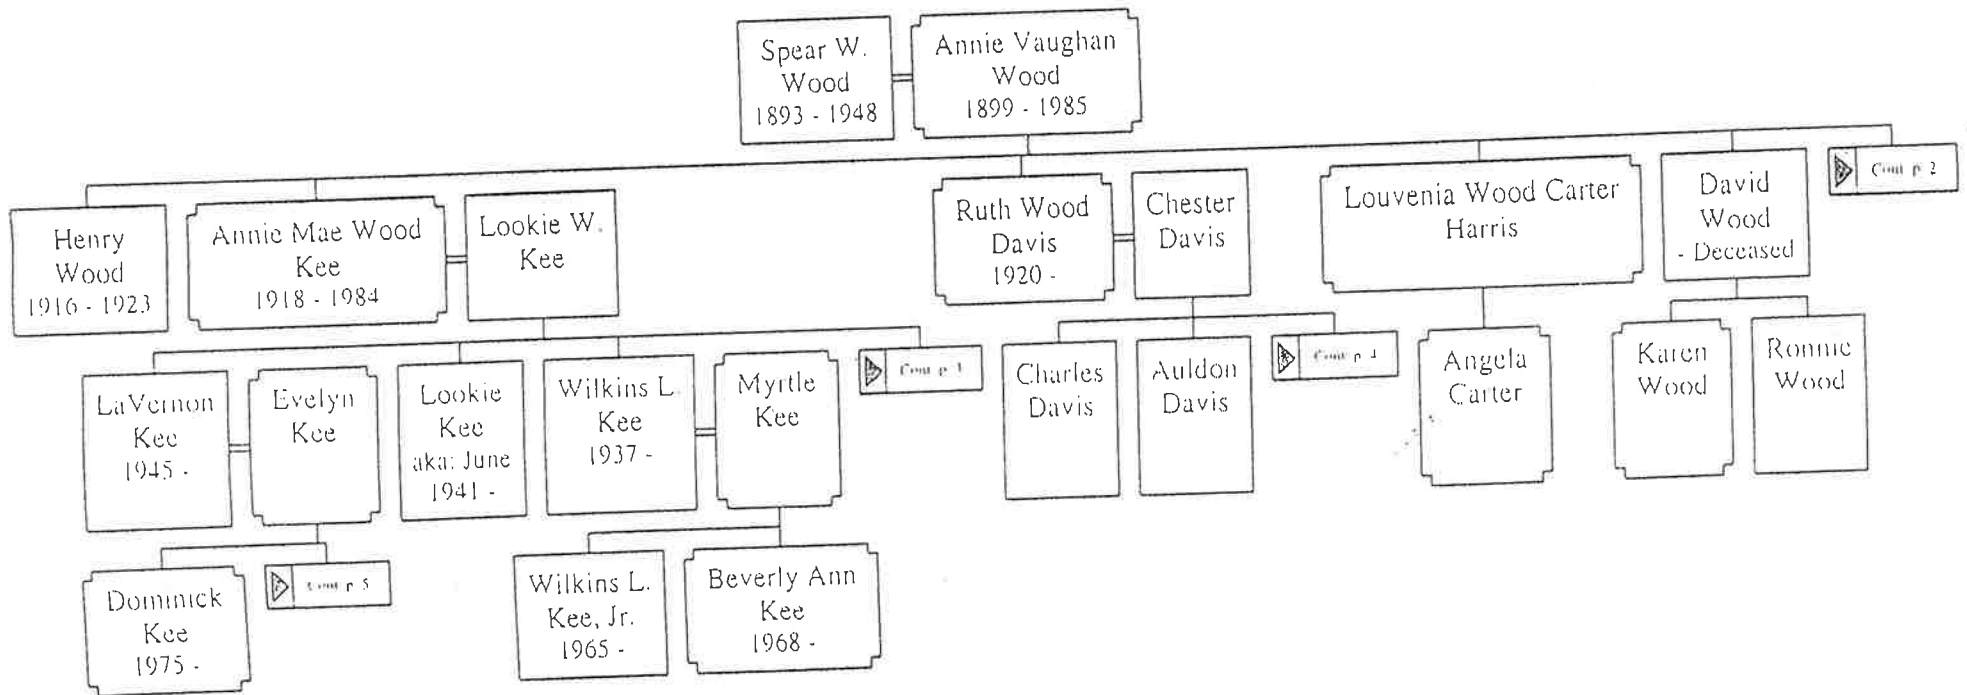 Spear W.
Wood
1893 - 1948
Annie Vaughan
Wood
1899 - 1985
Cont p. 2
Henry
Wood
1916 - 1923
Annie Mae Wood
Kee
1918 - 1984
Lookie W.
Kee
Ruth Wood
Davis
1920 -
Chester
Davis
Louvenia Wood Carter
Harris
David
Wood
- Deceased
LaVernon
Kee
1945 -
Evelyn
Kee
Lookie
Kee
aka: June
1941 -
Wilkins L.
Kee
1937 -
Myrtle
Kee
Cont p.
Charles
Davis
Auldon
Davis
Cont p. 4
Angela
Carter
Karen
Wood
Ronnie
Wood
Dominick
Kee
1975 -
Cont p. 5
Wilkins L.
Kee, Jr.
1965 -
Beverly Ann
Kee
1968 -